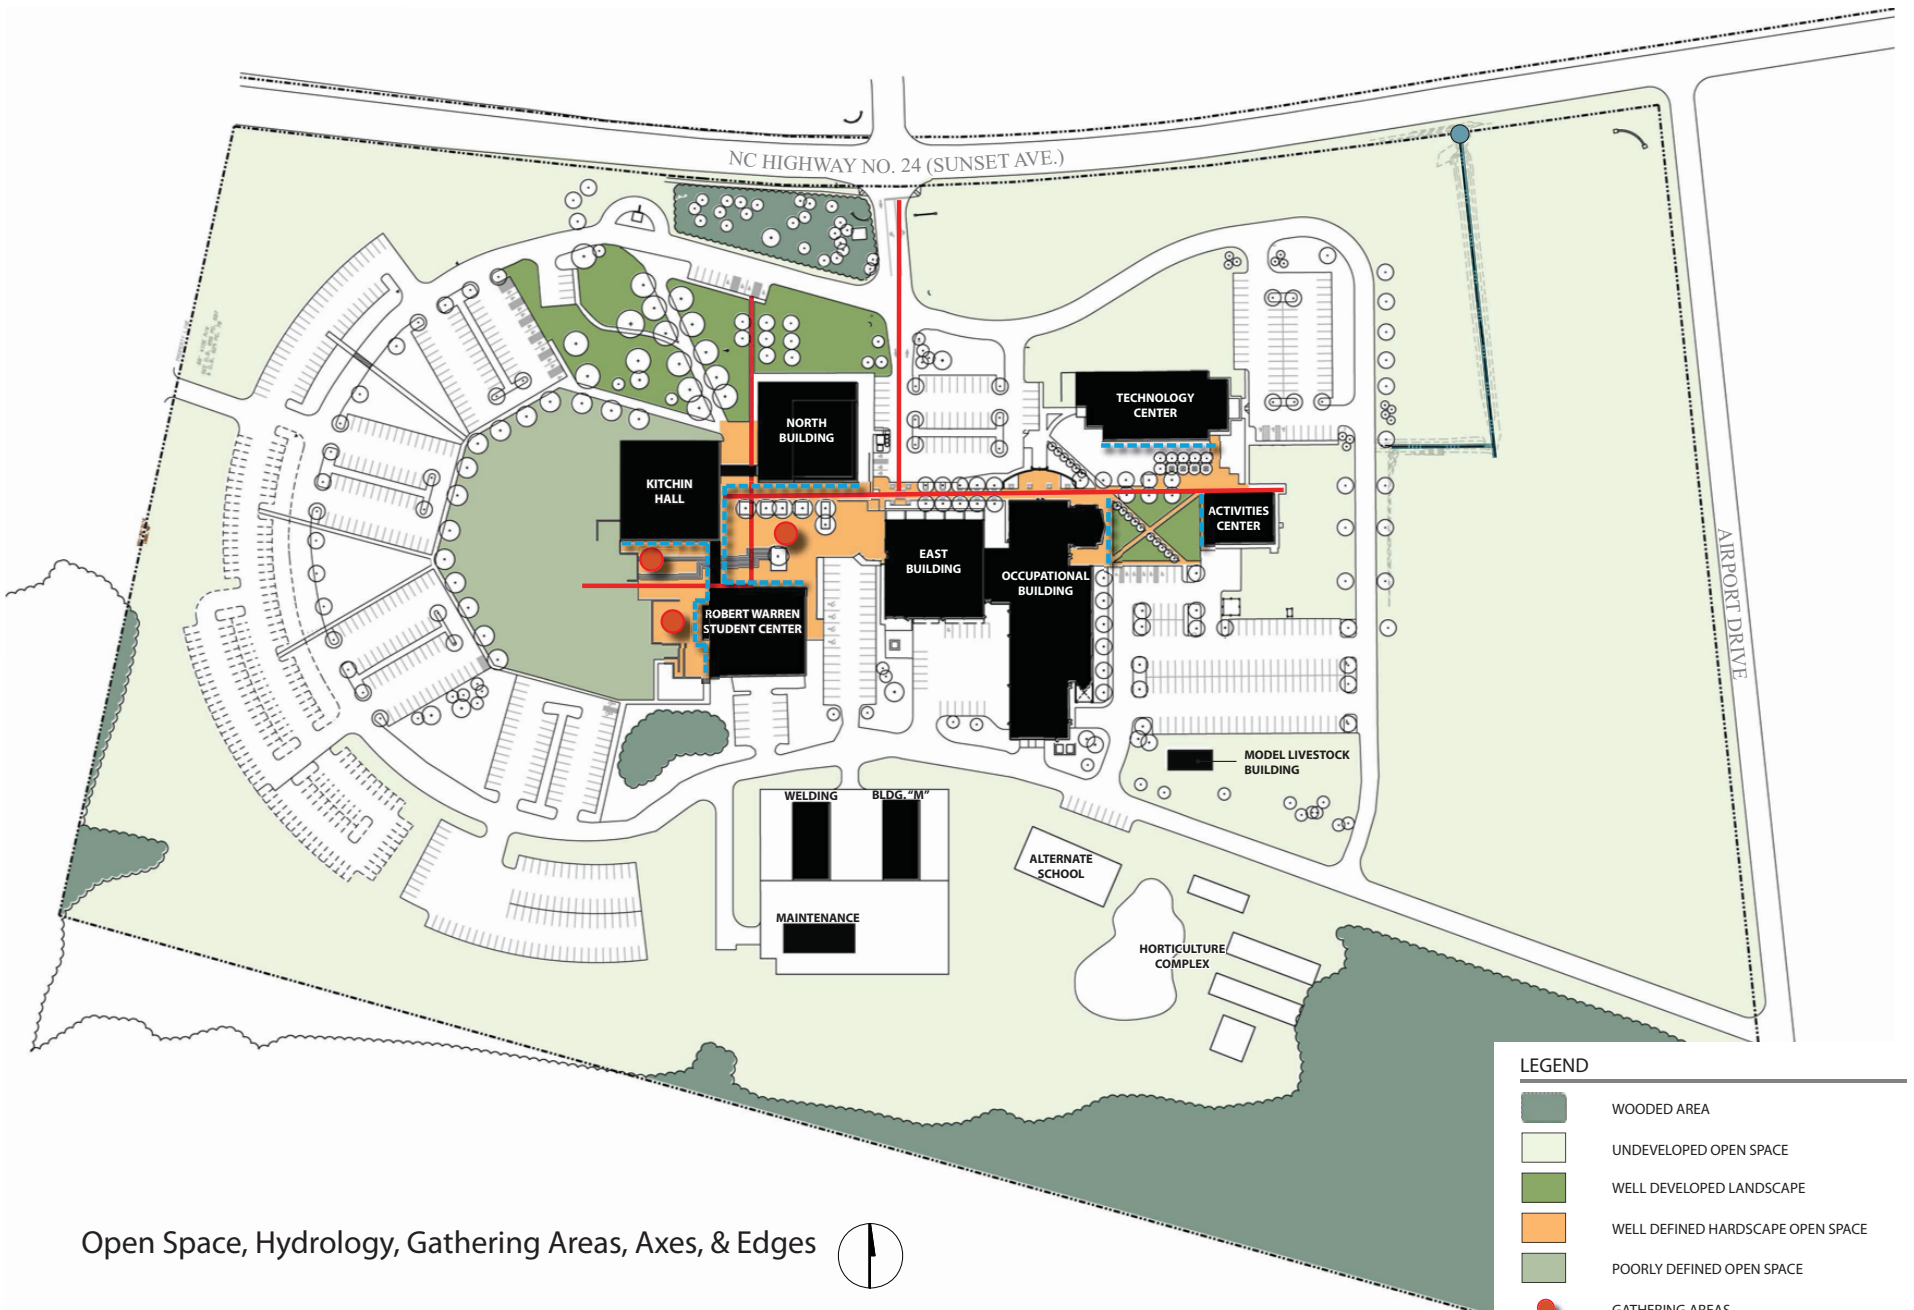 NC HIGHWAY NO. 24 (SUNSET AVE.)
TECHNOLOGY
CENTER
NORTH
BUILDING
KITCHIN
HALL
ACTIVITIES
CENTER
EAST
BUILDING
OCCUPATIONAL
BUILDING
ROBERT WARREN
STUDENT CENTER
AIRPORT DRIVE
MODEL LIVESTOCK
BUILDING
WELDING
BLDG. "M"
ALTERNATE
SCHOOL
MAINTENANCE
HORTICULTURE
COMPLEX
LEGEND
WOODED AREA
UNDEVELOPED OPEN SPACE
WELL DEVELOPED LANDSCAPE
WELL DEFINED HARDSCAPE OPEN SPACE
POORLY DEFINED OPEN SPACE
GATHERING AREAS
Open Space, Hydrology, Gathering Areas, Axes, & Edges